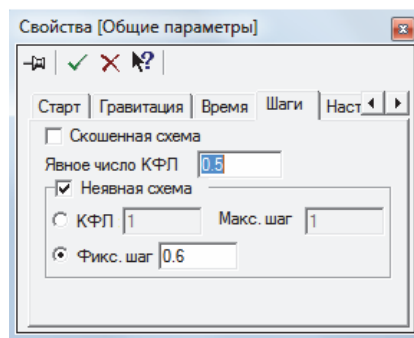 Свойства [Общие параметры]
Старт Гравитация Время Шаги Наст
Скошенная схема
Явное число КФЛ 0.5
Неявная схема
КФЛ 1 Макс. шаг 1
Фикс. шаг 0.6